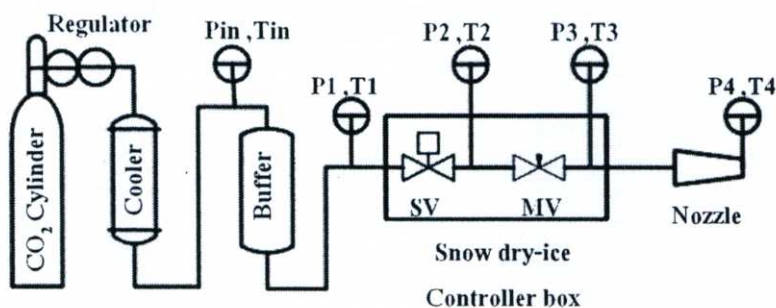 Regulator
Pin ,Tin
P2 ,T2
P3 ,T3
P1 ,T1
P4 ,T4
CO2 Cylinder
Cooler
Buffer
SV
MV
Nozzle
Snow dry-ice
Controller box